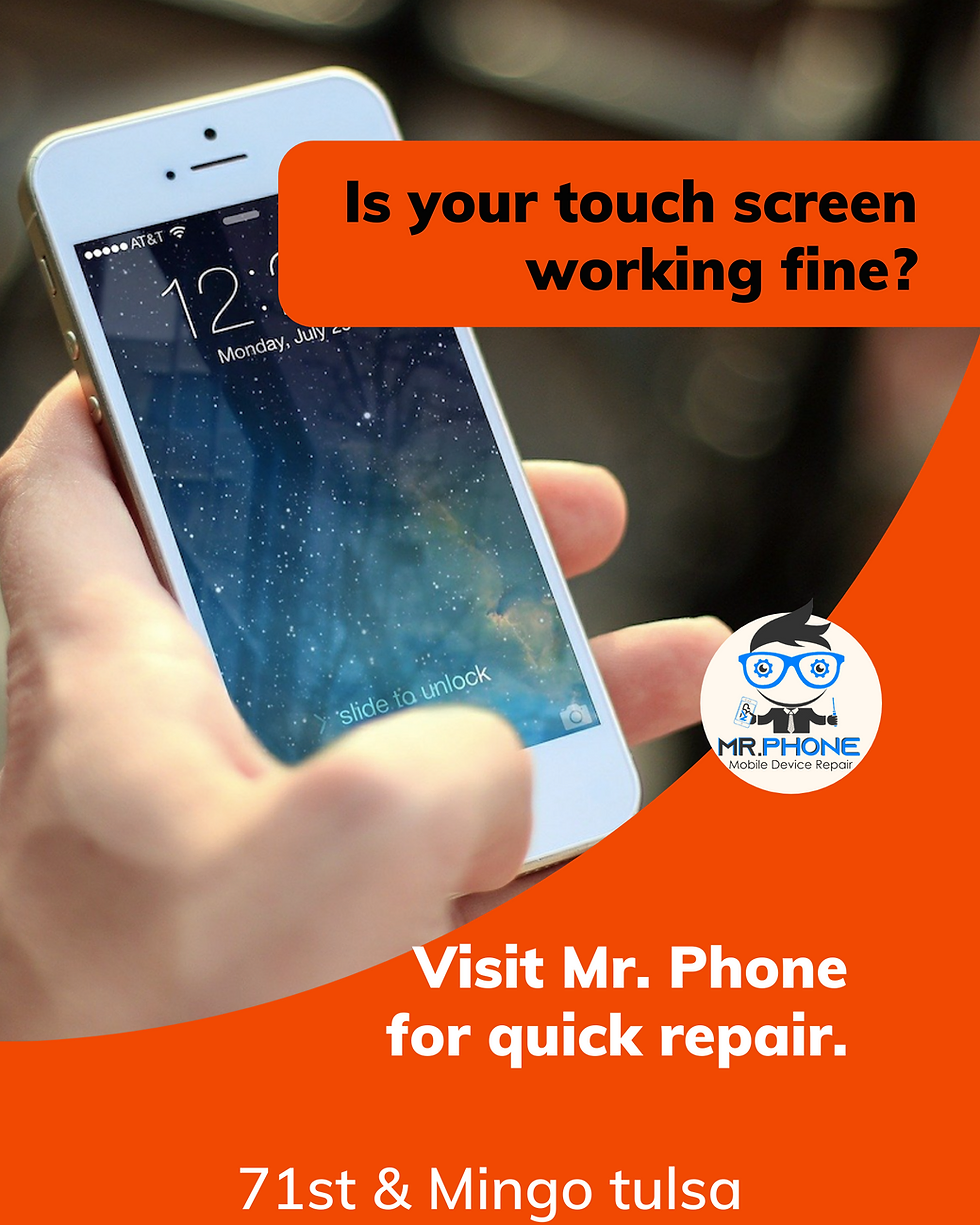 Is your touch screen
working fine?
AT&T
12:
Monday, July
slide to unlock
MR.PHONE
Mobile Device Repair
Visit Mr. Phone
for quick repair.
71st & Mingo tulsa